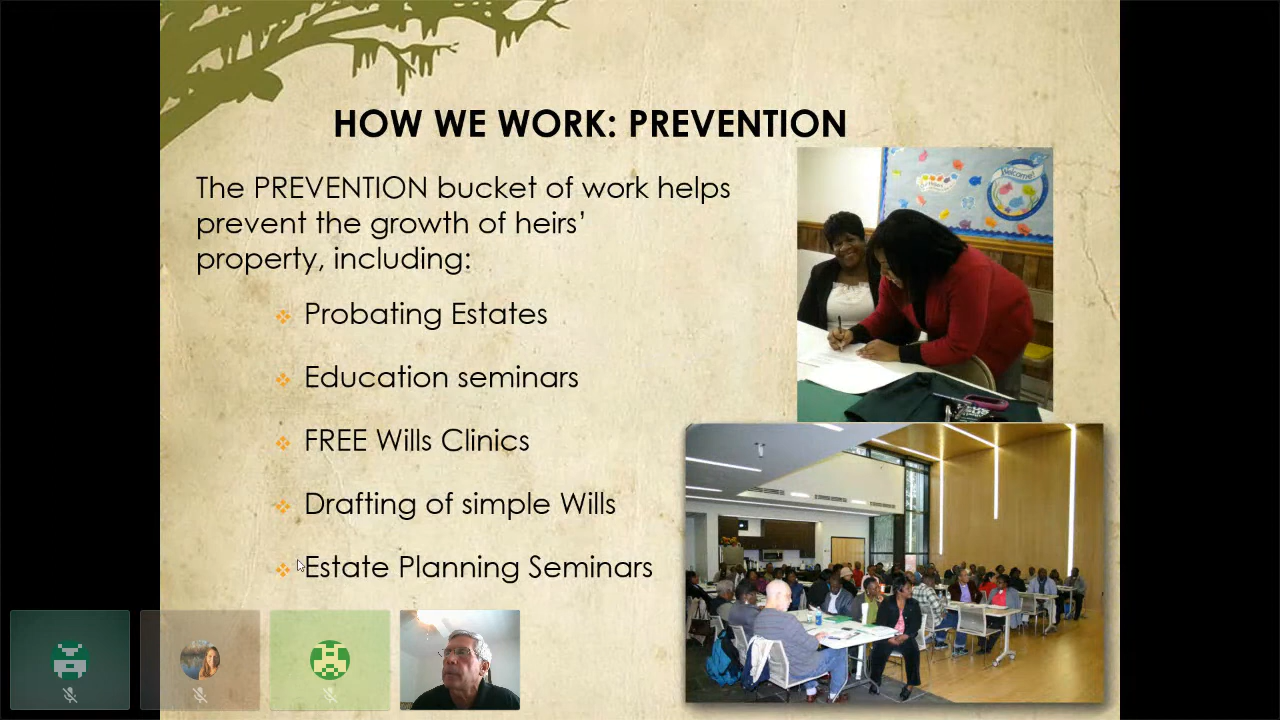 HOW WE WORK: PREVENTION
The PREVENTION bucket of work helps
prevent the growth of heirs’
property, including:
Probating Estates
Education seminars
FREE Wills Clinics
Drafting of simple Wills
Estate Planning Seminars
Welcome!